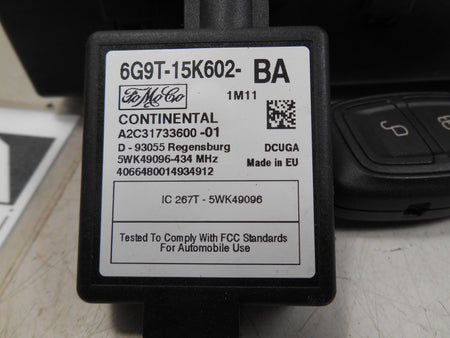 6G9T-15K602- BA
FoMoCo
1M11
CONTINENTAL
A2C31733600 -01
D - 93055 Regensburg
DCUGA
5WK49096-434 MHz
Made in EU
4066480014934912
IC 267T - 5WK49096
Tested To Comply With FCC Standards
For Automobile Use